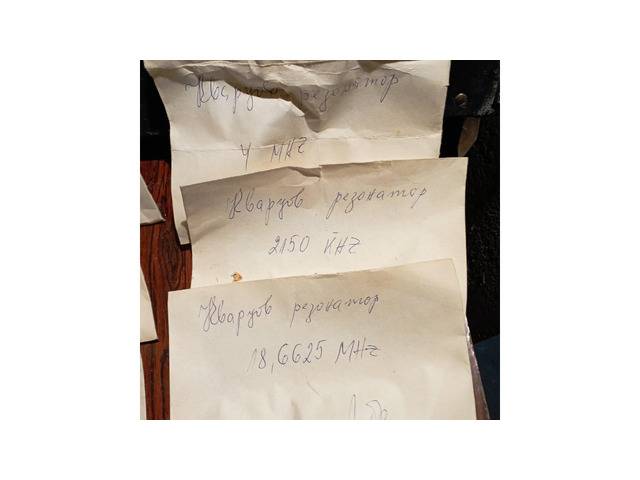 Кварцов резонатор
4 MHz
Кварцов резонатор
2150 KHz
Кварцов резонатор
18,6625 MHz